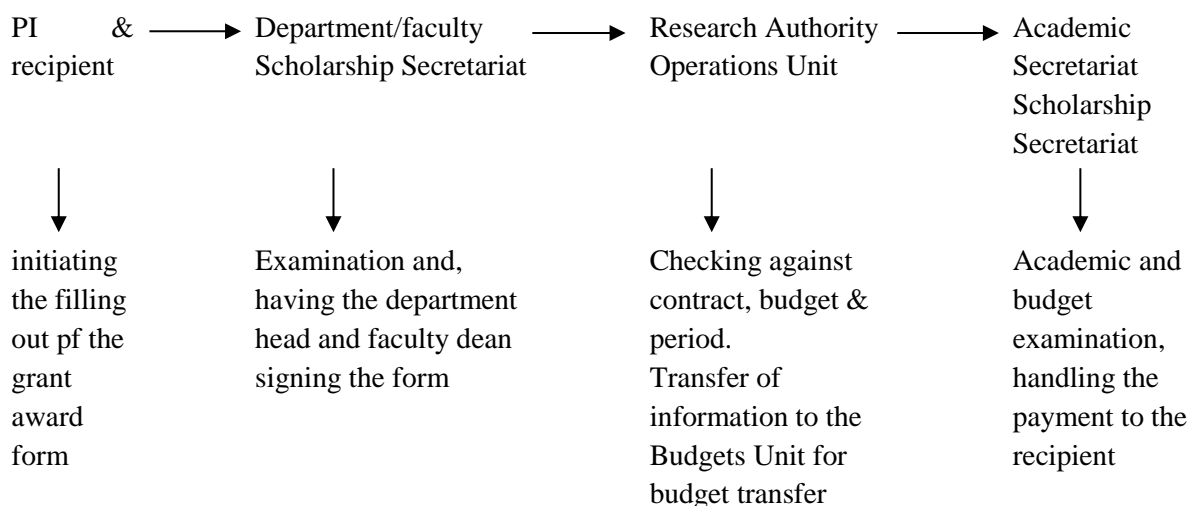 PI &
recipient
Department/faculty
Scholarship Secretariat
Research Authority
Operations Unit
Academic
Secretariat
Scholarship
Secretariat
initiating
the filling
out pf the
grant
award
form
Examination and,
having the department
head and faculty dean
signing the form
Checking against
contract, budget &
period.
Transfer of
information to the
Budgets Unit for
budget transfer
Academic and
budget
examination,
handling the
payment to the
recipient